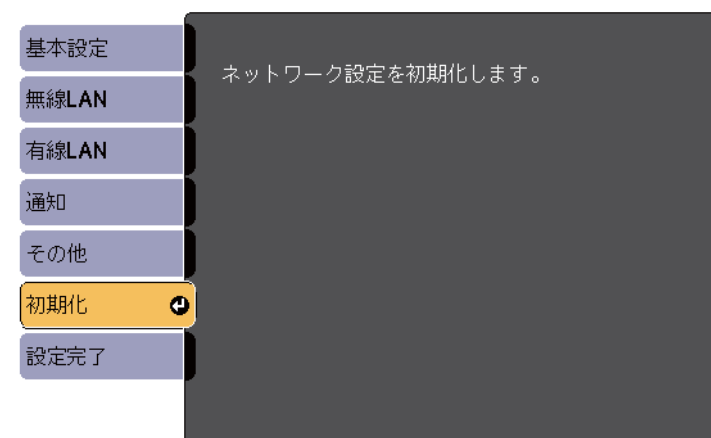 基本設定
無線LAN
有線LAN
通知
その他
初期化
設定完了
ネットワーク設定を初期化します。